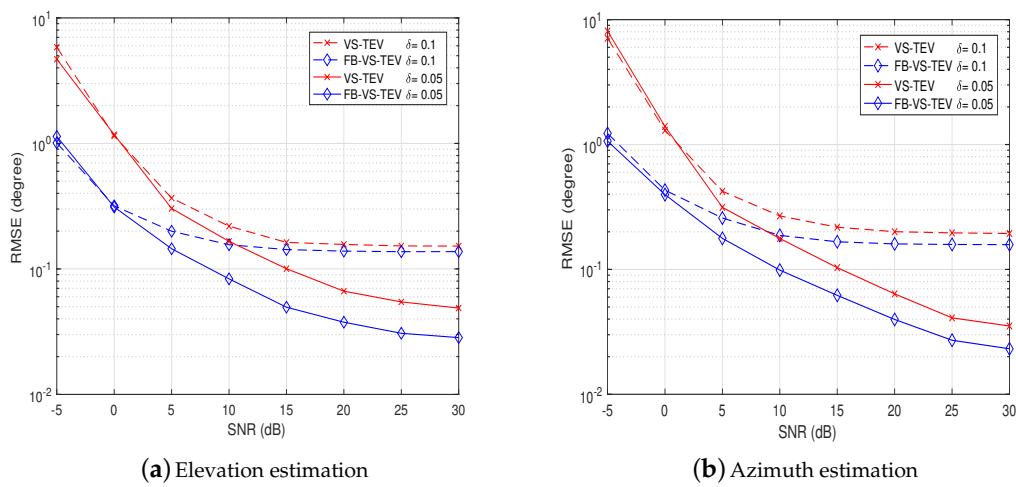 10^1
10^0
10^-1
10^-2
RMSE (degree)
-5 0 5 10 15 20 25 30
SNR (dB)
VS-TEV δ= 0.1
FB-VS-TEV δ= 0.1
VS-TEV δ= 0.05
FB-VS-TEV δ= 0.05
(a) Elevation estimation
10^1
10^0
10^-1
10^-2
RMSE (degree)
-5 0 5 10 15 20 25 30
SNR (dB)
VS-TEV δ= 0.1
FB-VS-TEV δ= 0.1
VS-TEV δ= 0.05
FB-VS-TEV δ= 0.05
(b) Azimuth estimation